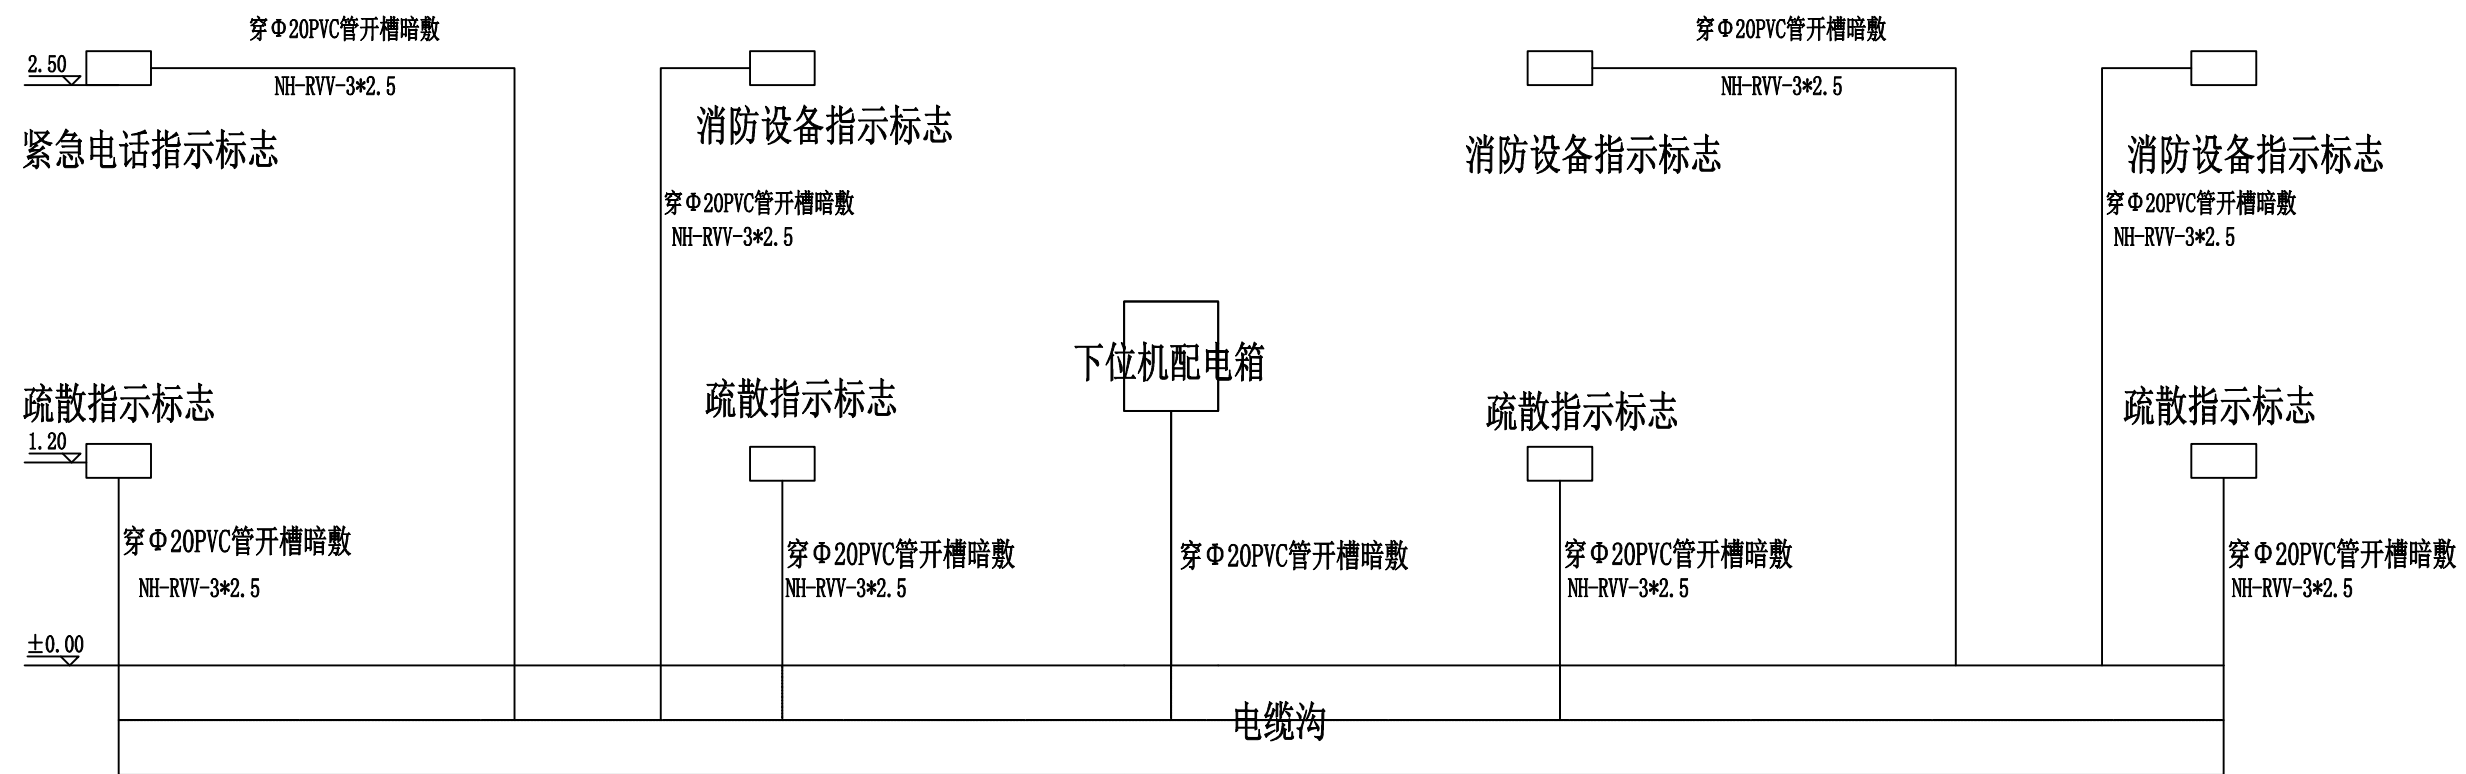 穿Φ20PVC管开槽暗敷
穿Φ20PVC管开槽暗敷
2.50
NH-RVV-3*2.5
NH-RVV-3*2.5
紧急电话指示标志
消防设备指示标志
消防设备指示标志
消防设备指示标志
穿Φ20PVC管开槽暗敷
NH-RVV-3*2.5
穿Φ20PVC管开槽暗敷
NH-RVV-3*2.5
下位机配电箱
疏散指示标志
疏散指示标志
疏散指示标志
疏散指示标志
1.20
穿Φ20PVC管开槽暗敷
NH-RVV-3*2.5
穿Φ20PVC管开槽暗敷
NH-RVV-3*2.5
穿Φ20PVC管开槽暗敷
穿Φ20PVC管开槽暗敷
NH-RVV-3*2.5
穿Φ20PVC管开槽暗敷
NH-RVV-3*2.5
±0.00
电缆沟